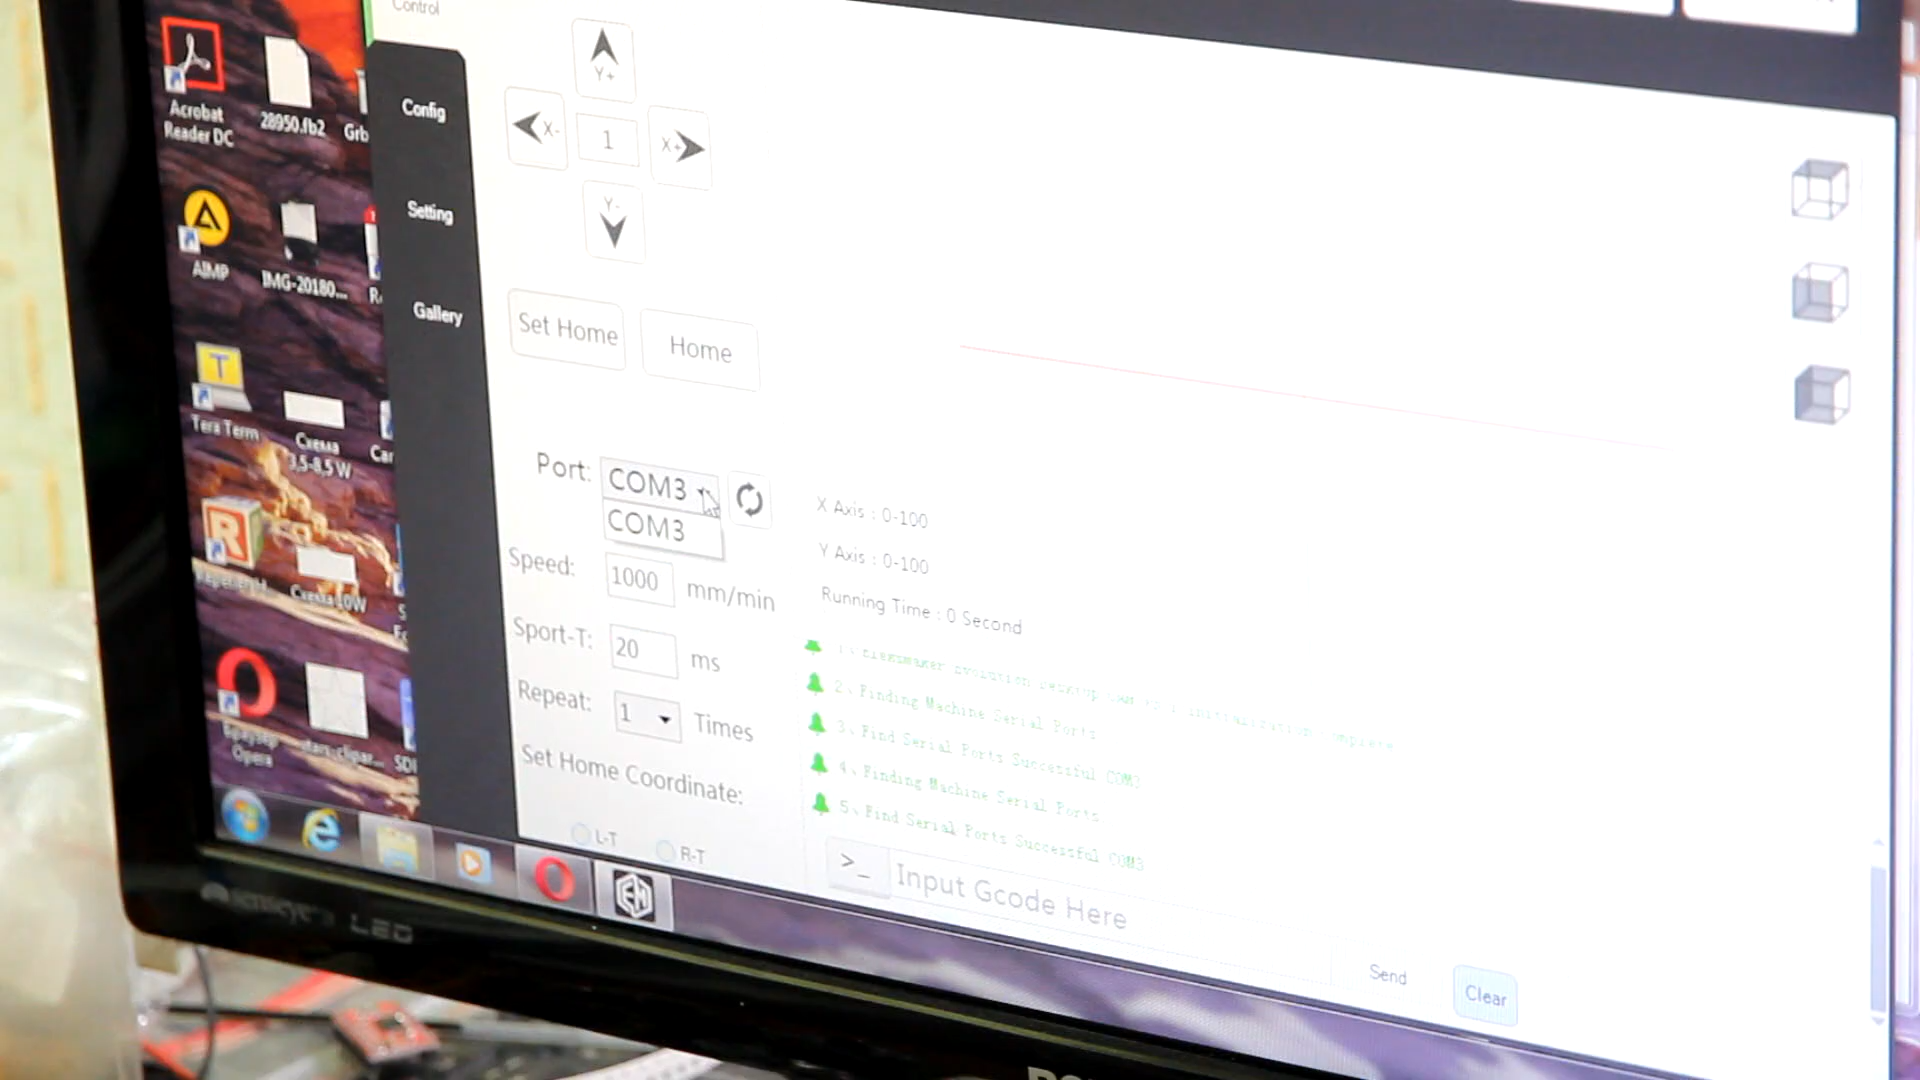 Control
Config
Setting
Gallery
Acrobat
Reader DC
28950.fb2
Grb
AIMP
IMG-20180...
Tera Term
Схема
3,5-8,5 W
Car
Схема 10W
Браузер
Opera
SDI
Y+
X-
1
X+
Y-
Set Home
Home
Port:
COM3
COM3
Speed:
1000
mm/min
Sport-T:
20
ms
Repeat:
1
Times
Set Home Coordinate:
L-T
R-T
X Axis : 0-100
Y Axis : 0-100
Running Time : 0 Second
2、Finding Machine Serial Ports
3、Find Serial Ports Successful COM3
4、Finding Machine Serial Ports
5、Find Serial Ports Successful COM3
>_
Input Gcode Here
Send
Clear
LED